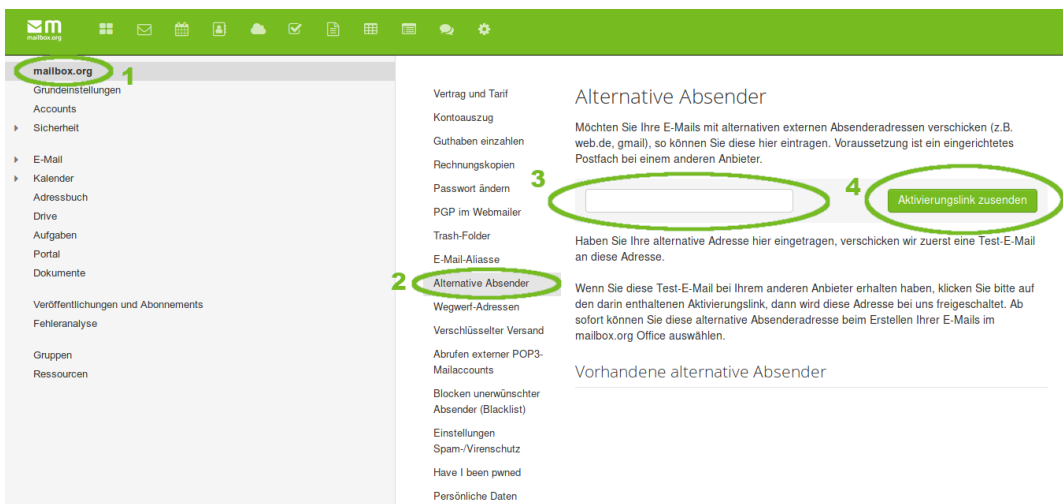 mailbox.org
mailbox.org
1
Grundeinstellungen
Accounts
Sicherheit
E-Mail
Kalender
Adressbuch
Drive
Aufgaben
Portal
Dokumente
Veröffentlichungen und Abonnements
Fehleranalyse
Gruppen
Ressourcen
Vertrag und Tarif
Kontoauszug
Guthaben einzahlen
Rechnungskopien
Passwort ändern
PGP im Webmailer
Trash-Folder
E-Mail-Aliasse
2
Alternative Absender
Wegwerf-Adressen
Verschlüsselter Versand
Abrufen externer POP3-
Mailaccounts
Blocken unerwünschter
Absender (Blacklist)
Einstellungen
Spam-/Virenschutz
Have I been pwned
Persönliche Daten
Alternative Absender
Möchten Sie Ihre E-Mails mit alternativen externen Absenderadressen verschicken (z.B.
web.de, gmail), so können Sie diese hier eintragen. Voraussetzung ist ein eingerichtetes
Postfach bei einem anderen Anbieter.
3
4
Aktivierungslink zusenden
Haben Sie Ihre alternative Adresse hier eingetragen, verschicken wir zuerst eine Test-E-Mail
an diese Adresse.
Wenn Sie diese Test-E-Mail bei Ihrem anderen Anbieter erhalten haben, klicken Sie bitte auf
den darin enthaltenen Aktivierungslink, dann wird diese Adresse bei uns freigeschaltet. Ab
sofort können Sie diese alternative Absenderadresse beim Erstellen Ihrer E-Mails im
mailbox.org Office auswählen.
Vorhandene alternative Absender